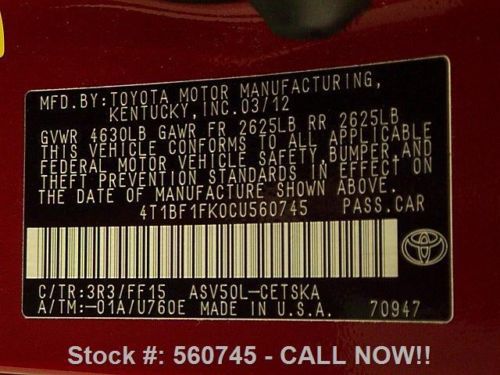 MFD. BY: TOYOTA MOTOR MANUFACTURING,
KENTUCKY, INC. 03/12
GVWR 4630LB GAWR FR 2625LB RR 2625LB
THIS VEHICLE CONFORMS TO ALL APPLICABLE
FEDERAL MOTOR VEHICLE SAFETY, BUMPER AND
THEFT PREVENTION STANDARDS IN EFFECT ON
THE DATE OF MANUFACTURE SHOWN ABOVE.
4T1BF1FK0CU560745 PASS. CAR
C/TR: 3R3/FF15 ASV50L-CETSKA
A/TM: -01A/U760E MADE IN U.S.A. 70947
Stock #: 560745 - CALL NOW!!